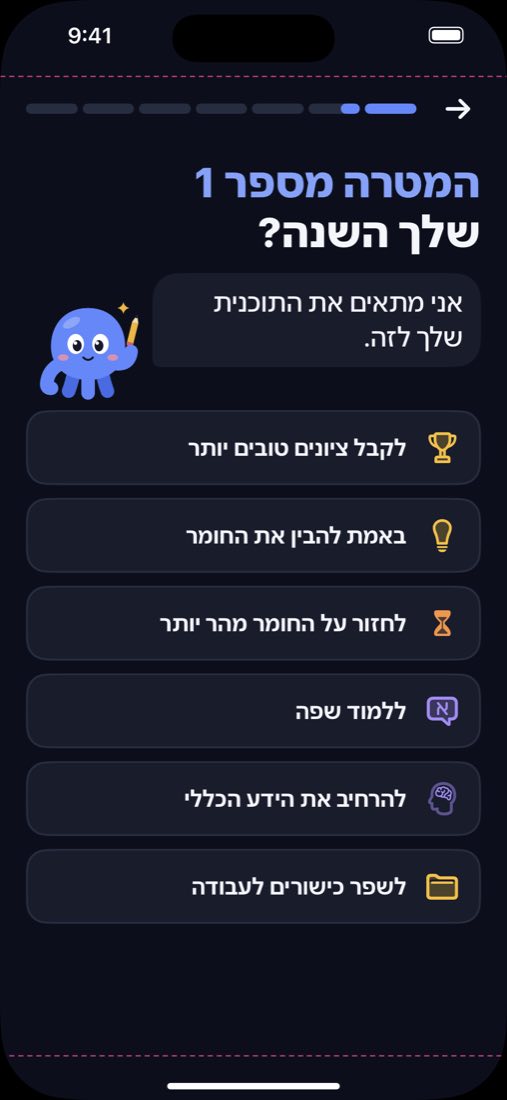 9:41
המטרה מספר 1
שלך השנה?
אני מתאים את התוכנית
שלך לזה.
לקבל ציונים טובים יותר
באמת להבין את החומר
לחזור על החומר מהר יותר
א
ללמוד שפה
להרחיב את הידע הכללי
לשפר כישורים לעבודה